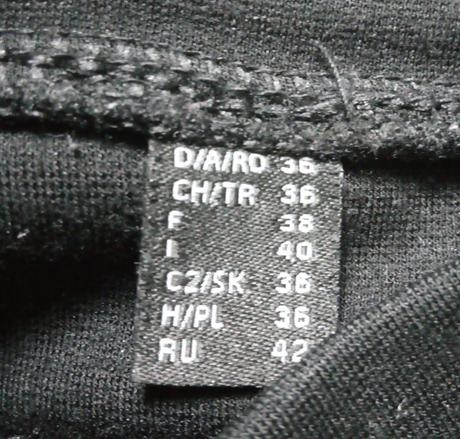 D/A/RO 36
CH/TR 36
F 38
I 40
CZ/SK 36
H/PL 36
RU 42